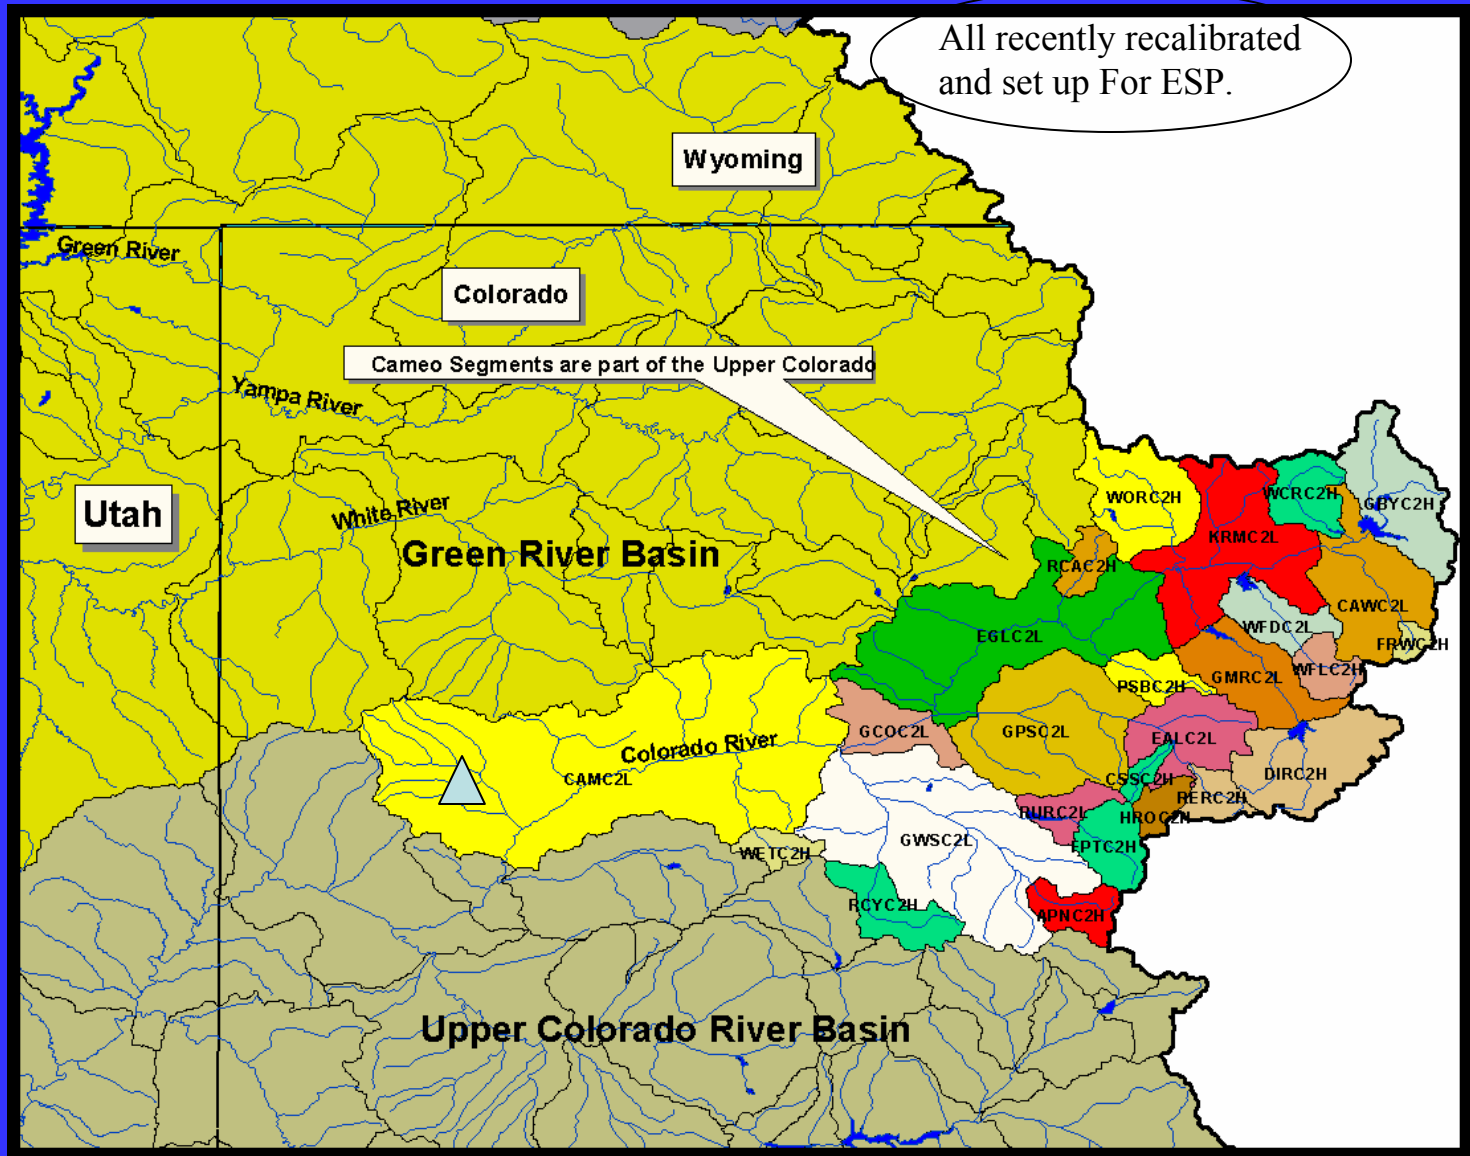 All recently recalibrated
and set up For ESP.
Wyoming
Green River
Colorado
Cameo Segments are part of the Upper Colorado
Yampa River
Utah
White River
Green River Basin
WORC2H
WCRC2H
GBYC2H
KRMC2L
RCAC2H
CAWC2L
WFDC2L
EGLC2L
FRWC2H
WFLC2H
GMRC2L
PSBC2H
GCOC2L
GPSC2L
EALC2L
Colorado River
CAMC2L
CSSC2H
DIRC2H
RERC2H
RURC2L
HROC2H
GWSC2L
EPTC2H
WETC2H
RCYC2H
APNC2H
Upper Colorado River Basin